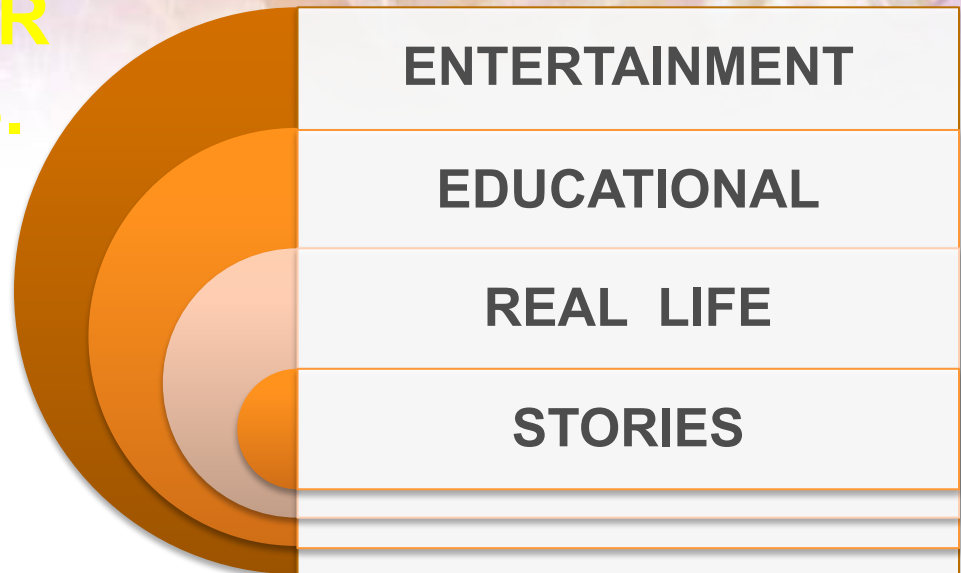 R
ENTERTAINMENT
EDUCATIONAL
REAL LIFE
STORIES